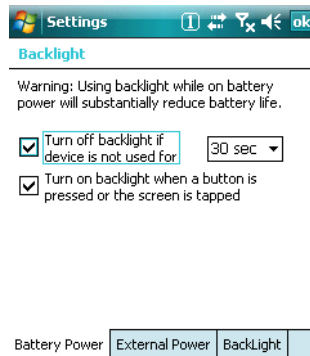 Settings 1 ok
Backlight
Warning: Using backlight while on battery
power will substantially reduce battery life.
Turn off backlight if
device is not used for
30 sec
Turn on backlight when a button is
pressed or the screen is tapped
Battery Power External Power BackLight